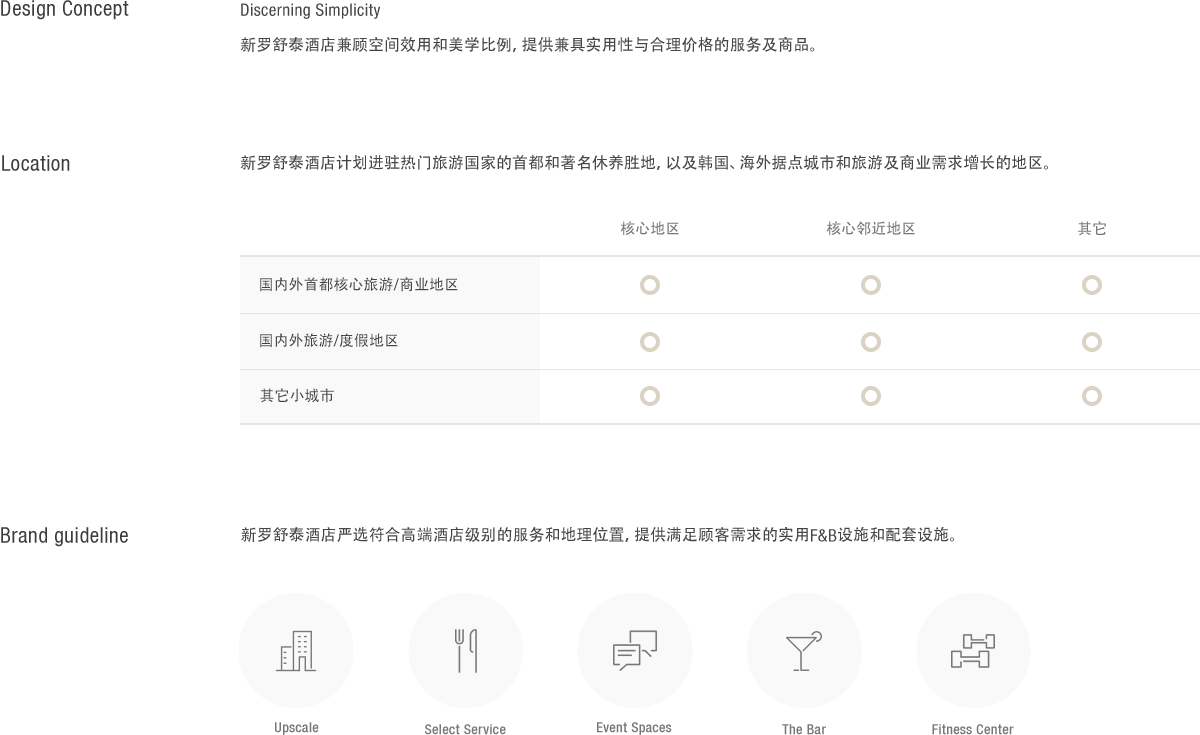 Design Concept
Discerning Simplicity
新罗舒泰酒店兼顾空间效用和美学比例, 提供兼具实用性与合理价格的服务及商品。
Location
新罗舒泰酒店计划进驻热门旅游国家的首都和著名休养胜地, 以及韩国、海外据点城市和旅游及商业需求增长的地区。
核心地区 核心邻近地区 其它
国内外首都核心旅游/商业地区
国内外旅游/度假地区
其它小城市
Brand guideline
新罗舒泰酒店严选符合高端酒店级别的服务和地理位置, 提供满足顾客需求的实用F&B设施和配套设施。
Upscale Select Service Event Spaces The Bar Fitness Center